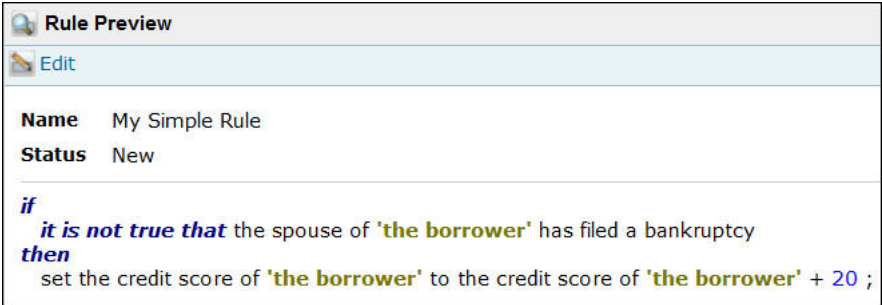 Rule Preview
Edit
Name My Simple Rule
Status New
if
it is not true that the spouse of 'the borrower' has filed a bankruptcy
then
set the credit score of 'the borrower' to the credit score of 'the borrower' + 20 ;